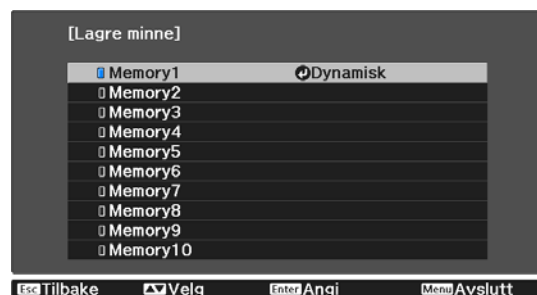 [Lagre minne]
Memory1 Dynamisk
Memory2
Memory3
Memory4
Memory5
Memory6
Memory7
Memory8
Memory9
Memory10
Esc Tilbake Velg Enter Angi Menu Avslutt